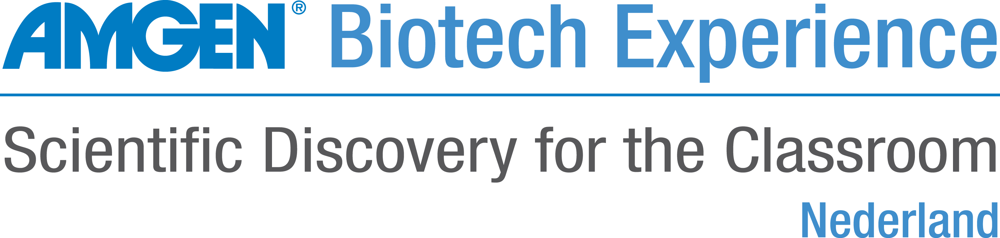 AMGEN® Biotech Experience
Scientific Discovery for the Classroom
Nederland